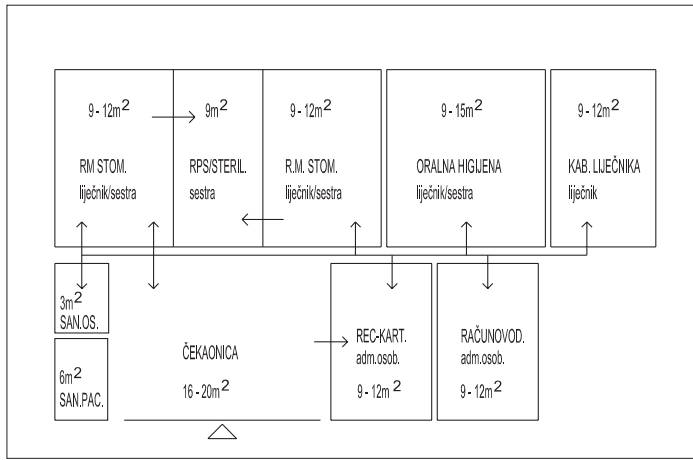 9 - 12m²
RM STOM.
liječnik/sestra
9m²
RPS/STERIL.
sestra
9 - 12m²
R.M. STOM.
liječnik/sestra
9 - 15m²
ORALNA HIGIJENA
liječnik/sestra
9 - 12m²
KAB. LIJEČNIKA
liječnik
3m²
SAN.OS.
6m²
SAN.PAC.
ČEKAONICA
16 - 20m²
REC-KART.
adm.osob.
9 - 12m²
RAČUNOVOD.
adm.osob.
9 - 12m²